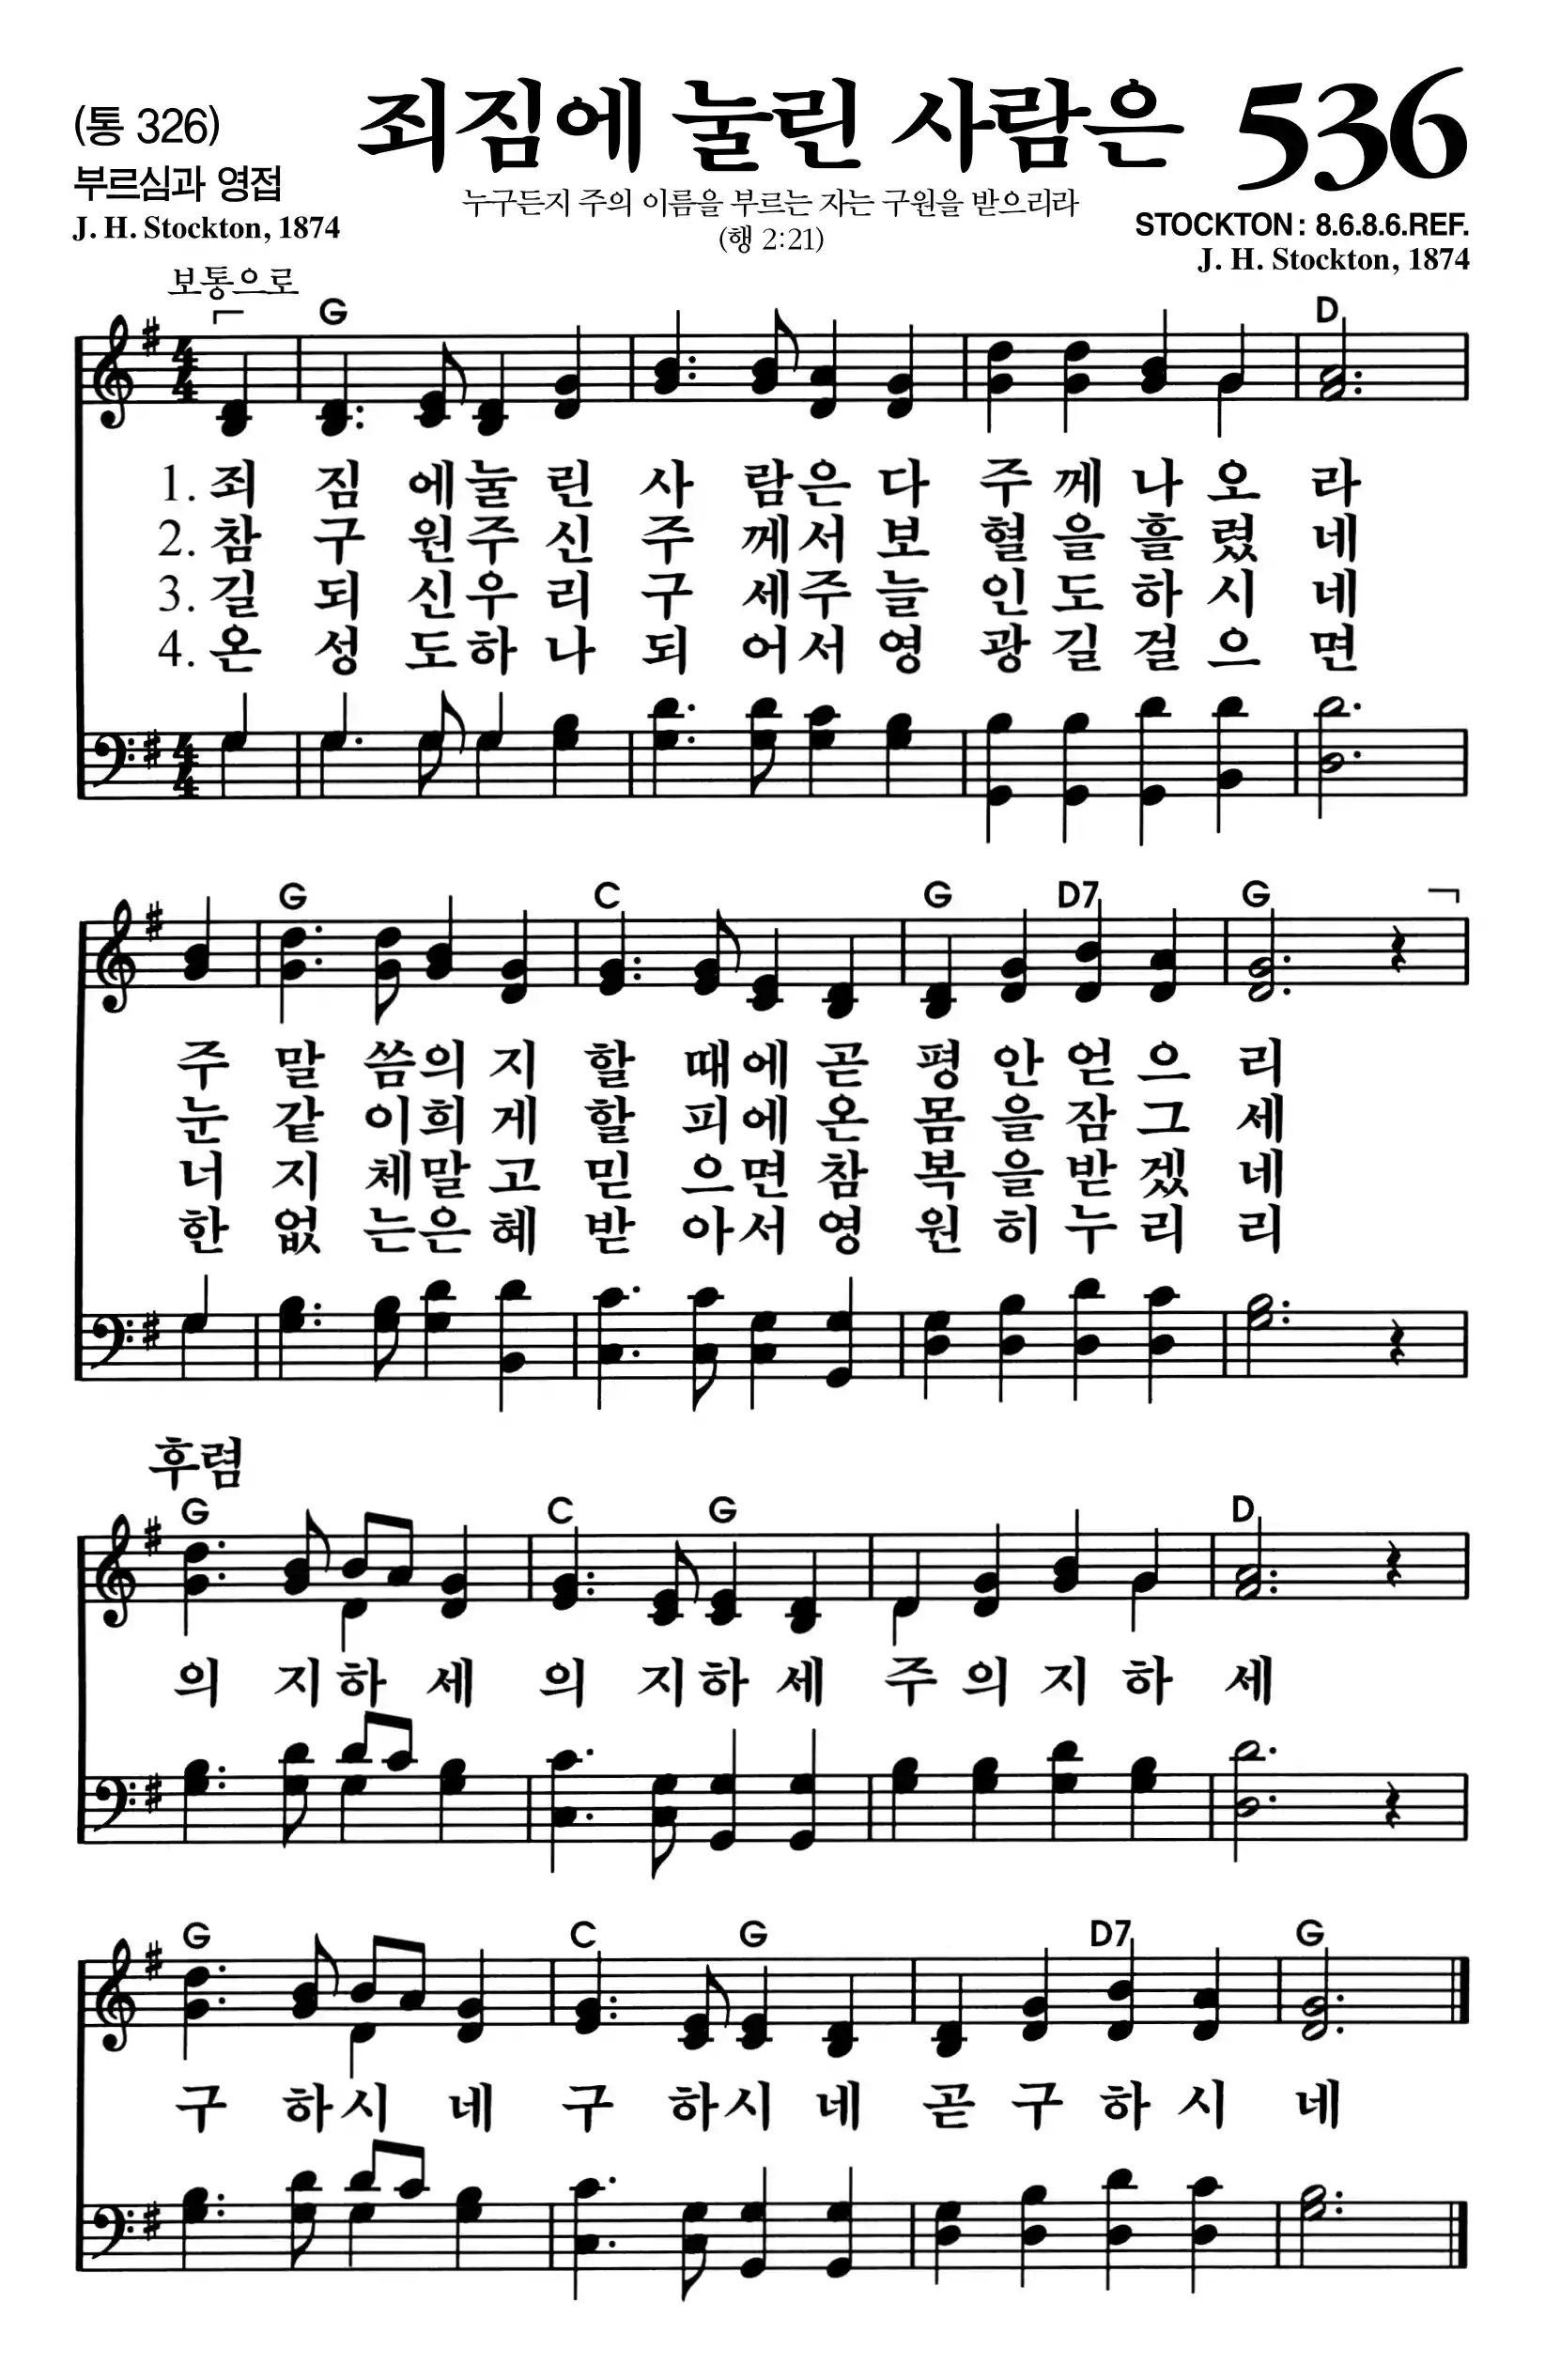 (통 326)
죄짐에 눌린 사람은 536
부르심과 영접
누구든지 주의 이름을 부르는 자는 구원을 받으리라
J. H. Stockton, 1874
(행 2:21)
STOCKTON : 8.6.8.6.REF.
J. H. Stockton, 1874
보통으로
G D
1. 죄 짐 에눌 린 사 람은 다 주 께 나 오 라
2. 참 구 원주 신 주 께서 보 혈 을 흘 렸 네
3. 길 되 신우 리 구 세주 늘 인 도 하 시 네
4. 온 성 도하 나 되 어서 영 광 길 걸 으 면
G C G D7 G
주 말 씀의 지 할 때에 곧 평 안 얻 으 리
눈 같 이희 게 할 피에 온 몸 을 잠 그 세
너 지 체말 고 믿 으면 참 복 을 받 겠 네
한 없 는은 혜 받 아서 영 원 히 누 리 리
후렴
G C G D
의 지하 세 의 지하 세 주 의 지 하 세
G C G D7 G
구 하시 네 구 하시 네 곧 구 하 시 네